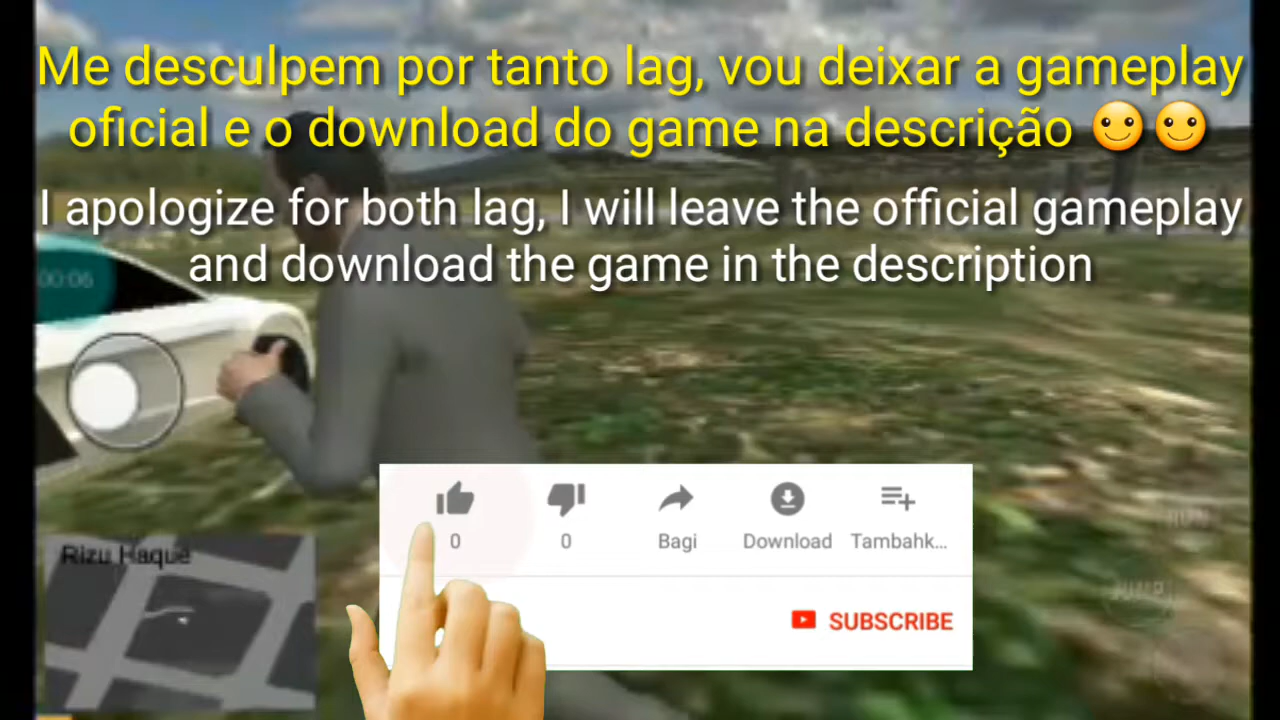 Me desculpem por tanto lag, vou deixar a gameplay
oficial e o download do game na descrição 🙂🙂
I apologize for both lag, I will leave the official gameplay
and download the game in the description
00:06
Rizu Haque
0 0 Bagi Download Tambahk...
SUBSCRIBE
RUN
JUMP